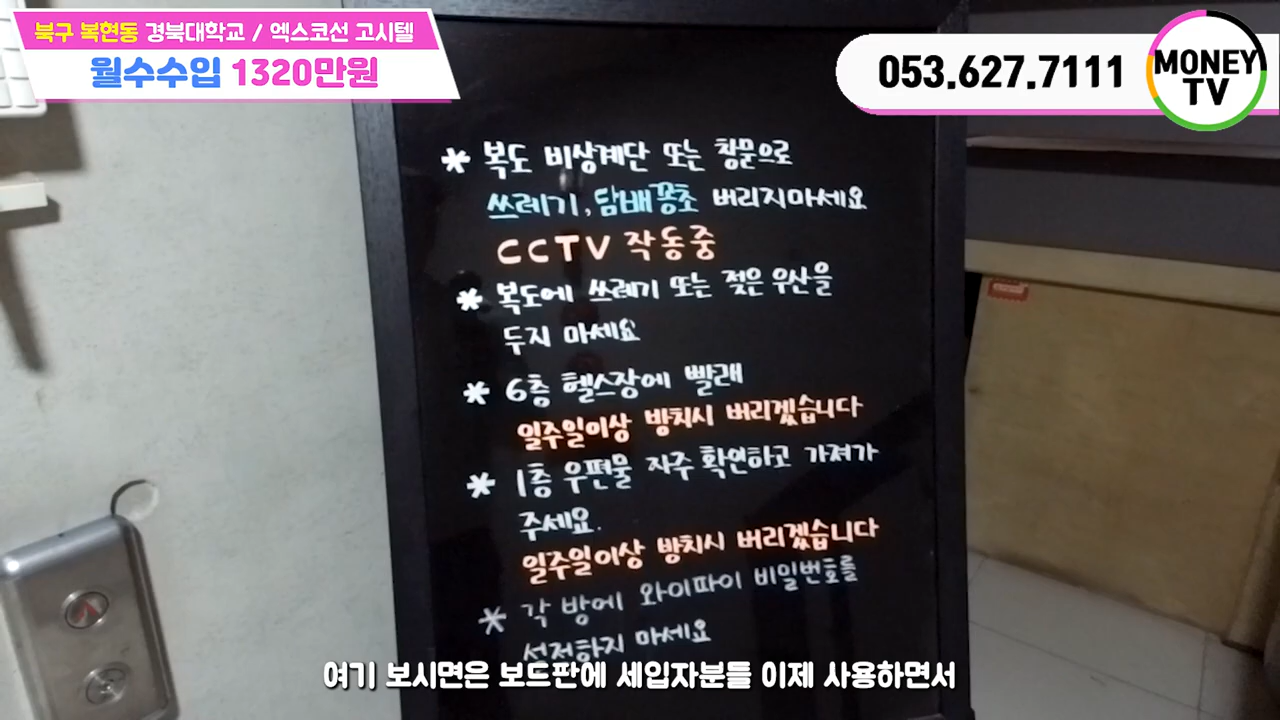 북구 복현동 경북대학교 / 엑스코선 고시텔
월수수입 1320만원
053.627.7111
MONEY TV
* 복도 비상계단 또는 창문으로
쓰레기, 담배꽁초 버리지마세요
CCTV 작동중
* 복도에 쓰레기 또는 젖은 우산을
두지 마세요
* 6층 헬스장에 빨래
일주일이상 방치시 버리겠습니다
* 1층 우편물 자주 확인하고 가져가
주세요.
일주일이상 방치시 버리겠습니다
* 각 방에 와이파이 비밀번호를
설정하지 마세요
여기 보시면은 보드판에 세입자분들 이제 사용하면서